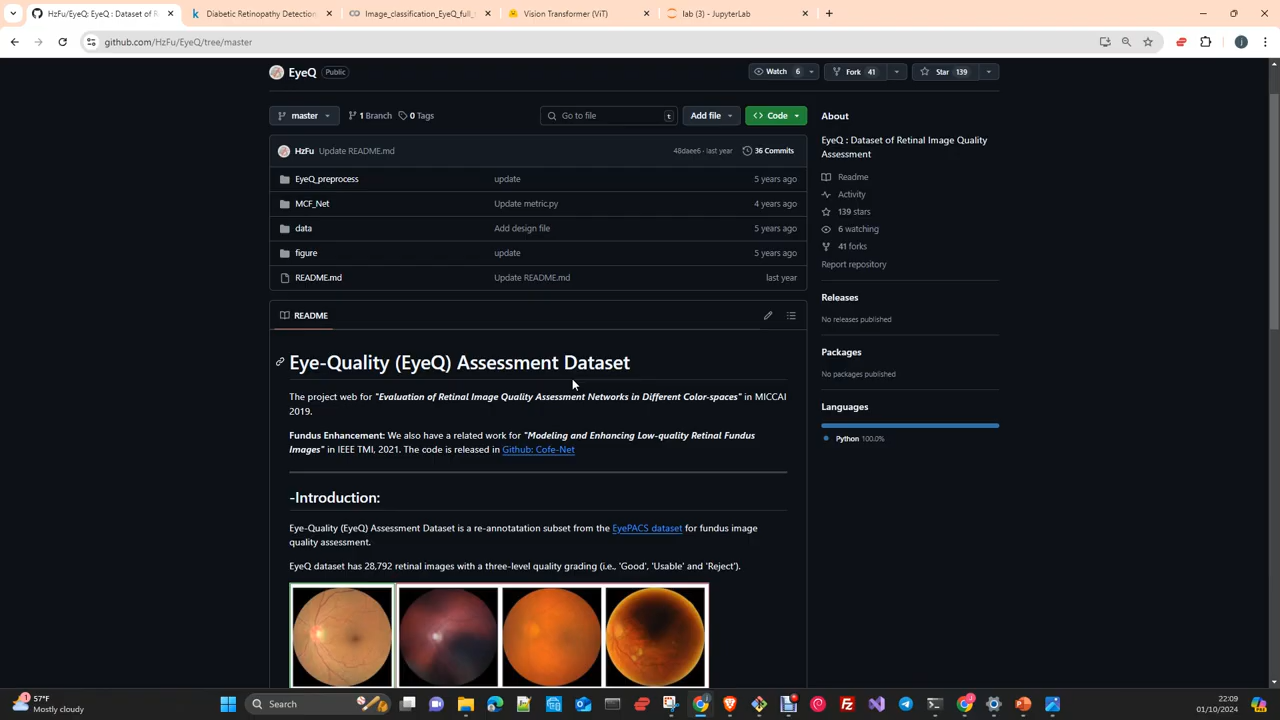 HzFu/EyeQ: EyeQ : Dataset of R
Diabetic Retinopathy Detection
Image_classification_EyeQ_full_
Vision Transformer (ViT)
lab (3) - JupyterLab
github.com/HzFu/EyeQ/tree/master
EyeQ Public
Watch 6
Fork 41
Star 139
master
1 Branch
0 Tags
Go to file
t
Add file
Code
HzFu Update README.md
48daee6 · last year
36 Commits
EyeQ_preprocess update 5 years ago
MCF_Net Update metric.py 4 years ago
data Add design file 5 years ago
figure update 5 years ago
README.md Update README.md last year
README
Eye-Quality (EyeQ) Assessment Dataset
The project web for "Evaluation of Retinal Image Quality Assessment Networks in Different Color-spaces" in MICCAI
2019.
Fundus Enhancement: We also have a related work for "Modeling and Enhancing Low-quality Retinal Fundus
Images" in IEEE TMI, 2021. The code is released in Github: Cofe-Net
-Introduction:
Eye-Quality (EyeQ) Assessment Dataset is a re-annotatation subset from the EyePACS dataset for fundus image
quality assessment.
EyeQ dataset has 28,792 retinal images with a three-level quality grading (i.e., 'Good', 'Usable' and 'Reject').
About
EyeQ : Dataset of Retinal Image Quality
Assessment
Readme
Activity
139 stars
6 watching
41 forks
Report repository
Releases
No releases published
Packages
No packages published
Languages
Python 100.0%
57°F
Mostly cloudy
Search
22:09
01/10/2024